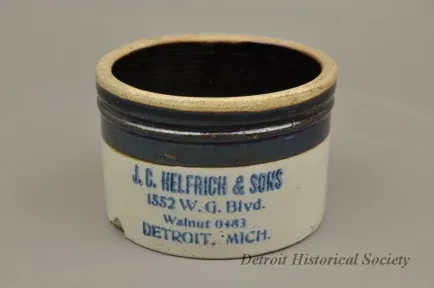 J. C. HELFRICH & SONS
1552 W. G. Blvd.
Walnut 0483
DETROIT, MICH.
Detroit Historical Society